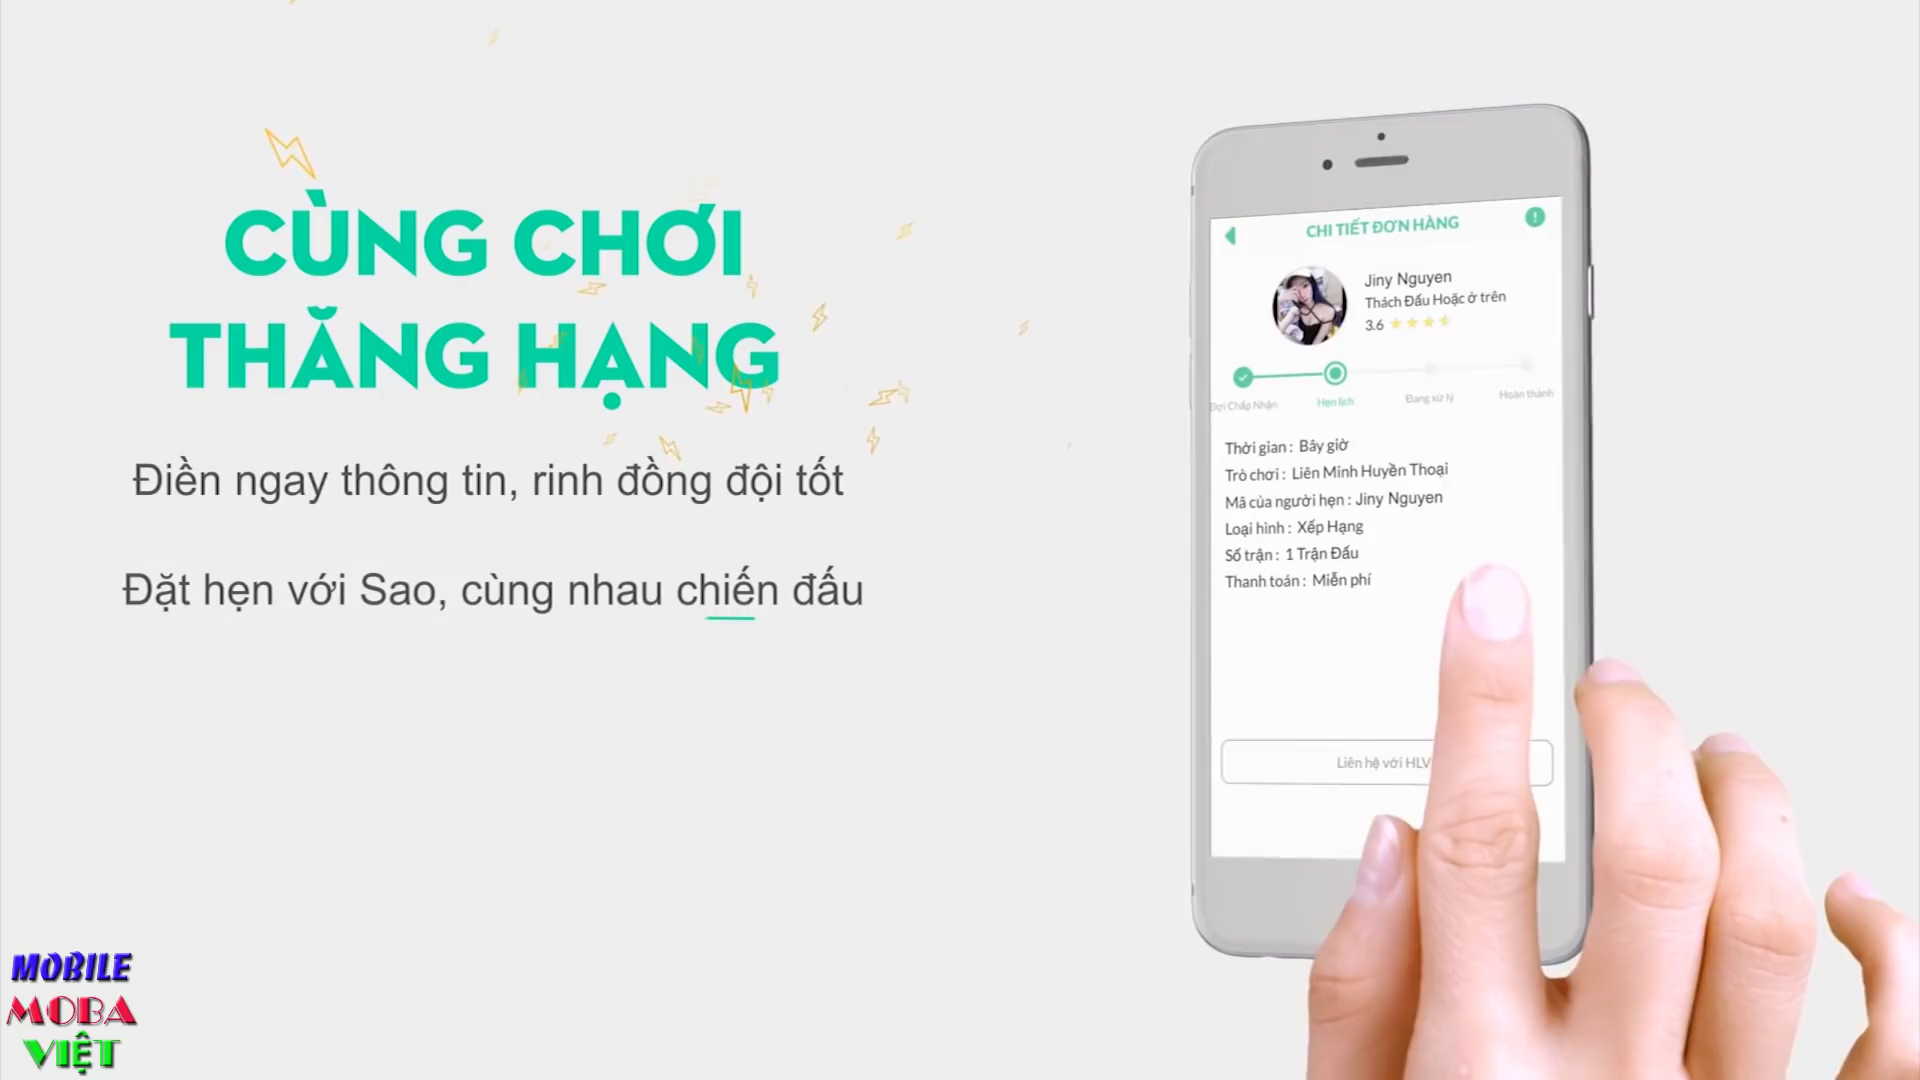 CÙNG CHƠI
THĂNG HẠNG
Điền ngay thông tin, rinh đồng đội tốt
Đặt hẹn với Sao, cùng nhau chiến đấu
CHI TIẾT ĐƠN HÀNG
Jiny Nguyen
Thách Đấu Hoặc ở trên
3.6
Đợi Chấp Nhận
Hẹn lịch
Đang xử lý
Hoàn thành
Thời gian : Bây giờ
Trò chơi : Liên Minh Huyền Thoại
Mã của người hẹn : Jiny Nguyen
Loại hình : Xếp Hạng
Số trận : 1 Trận Đấu
Thanh toán : Miễn phí
Liên hệ với HLV
MOBILE
MOBA
VIỆT